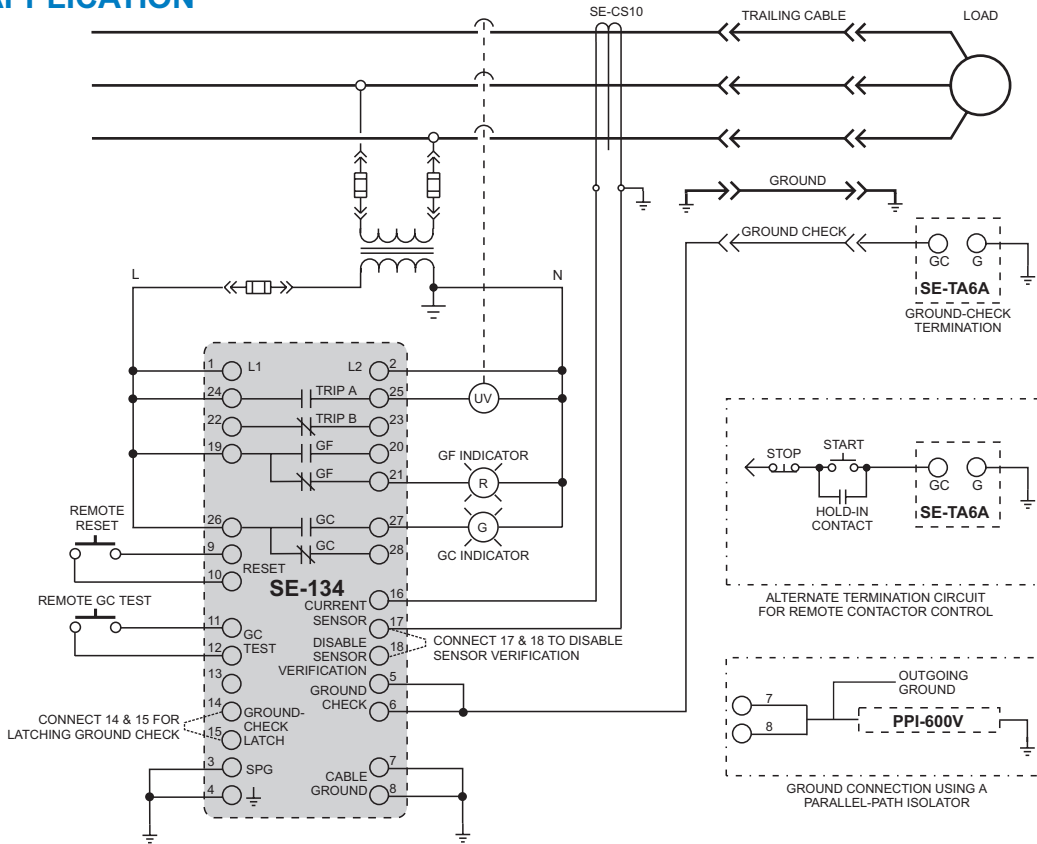 APPLICATION
SE-CS10
TRAILING CABLE
LOAD
GROUND
GROUND CHECK
GC
G
SE-TA6A
GROUND-CHECK
TERMINATION
L
N
1
L1
L2
2
24
TRIP A
25
UV
22
TRIP B
23
19
GF
20
GF
21
GF INDICATOR
R
REMOTE
RESET
26
GC
27
G
GC
28
GC INDICATOR
9
RESET
10
SE-134
REMOTE GC TEST
11
GC
TEST
12
13
14
GROUND-
CHECK
LATCH
15
CONNECT 14 & 15 FOR
LATCHING GROUND CHECK
3
SPG
4
16
CURRENT
SENSOR
17
DISABLE
SENSOR
VERIFICATION
18
CONNECT 17 & 18 TO DISABLE
SENSOR VERIFICATION
5
GROUND
CHECK
6
7
CABLE
GROUND
8
STOP
START
HOLD-IN
CONTACT
GC
G
SE-TA6A
ALTERNATE TERMINATION CIRCUIT
FOR REMOTE CONTACTOR CONTROL
7
8
OUTGOING
GROUND
PPI-600V
GROUND CONNECTION USING A
PARALLEL-PATH ISOLATOR